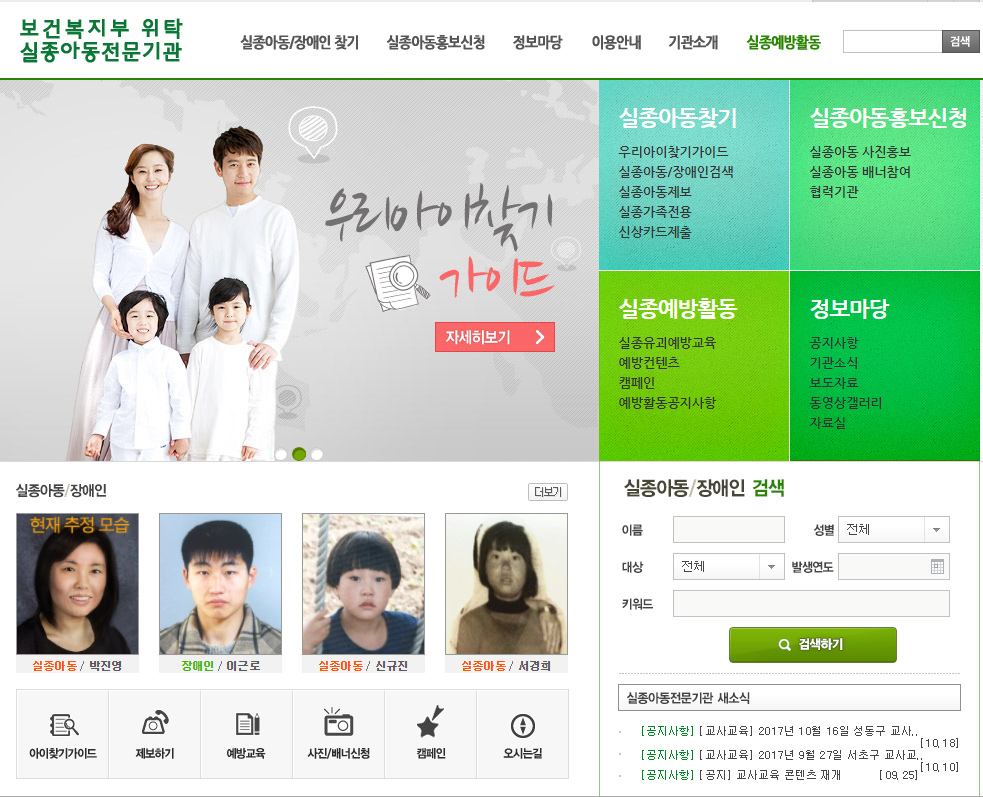 보건복지부 위탁
실종아동전문기관
실종아동/장애인 찾기 실종아동홍보신청 정보마당 이용안내 기관소개 실종예방활동 검색
우리아이찾기
가이드
자세히보기
실종아동찾기
우리아이찾기가이드
실종아동/장애인검색
실종아동제보
실종가족전용
신상카드제출
실종아동홍보신청
실종아동 사진홍보
실종아동 배너참여
협력기관
실종예방활동
실종유괴예방교육
예방컨텐츠
캠페인
예방활동공지사항
정보마당
공지사항
기관소식
보도자료
동영상갤러리
자료실
실종아동/장애인 더보기
현재 추정 모습
실종아동 / 박진영
장애인 / 이근로
실종아동 / 신규진
실종아동 / 서경희
아이찾기가이드 제보하기 예방교육 사진/배너신청 캠페인 오시는길
실종아동/장애인 검색
이름 성별 전체
대상 전체 발생연도
키워드
검색하기
실종아동전문기관 새소식
· [공지사항] [교사교육] 2017년 10월 16일 성동구 교사.. [10.18]
· [공지사항] [교사교육] 2017년 9월 27일 서초구 교사교.. [10.10]
· [공지사항] [공지] 교사교육 콘텐츠 재개 [09.25]